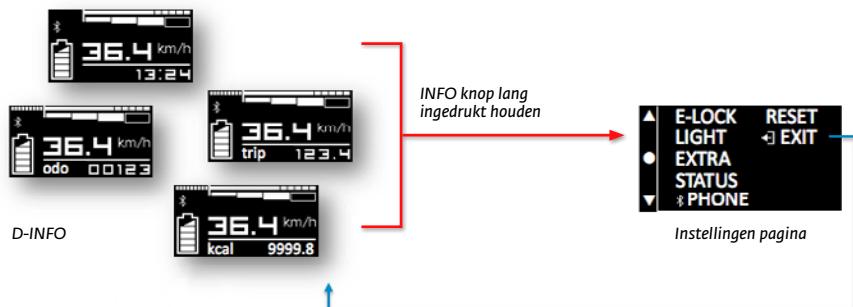 36.4 km/h
13:24
36.4 km/h
odo 00123
36.4 km/h
trip 123.4
36.4 km/h
kcal 9999.8
D-INFO
INFO knop lang
ingedrukt houden
E-LOCK RESET
LIGHT EXIT
EXTRA
STATUS
PHONE
Instellingen pagina